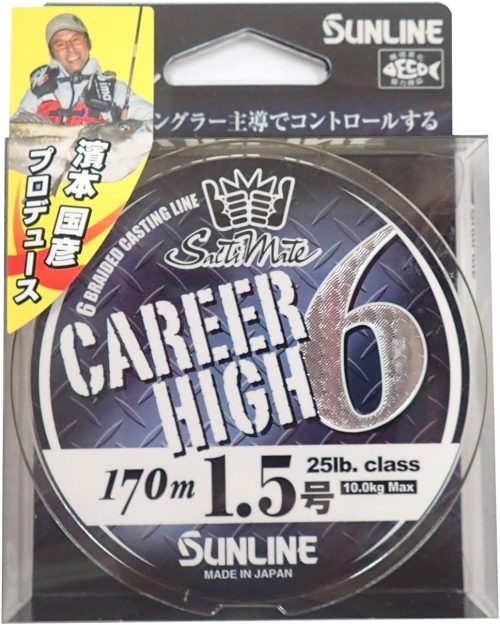 SUNLINE
ECO
ングラー主導でコントロールする
濱本 国彦
プロデュース
6 BRAIDED CASTING LINE
SaltiMate
CAREER
HIGH 6
170m 1.5号
25lb. class
10.0kg Max
SUNLINE
MADE IN JAPAN